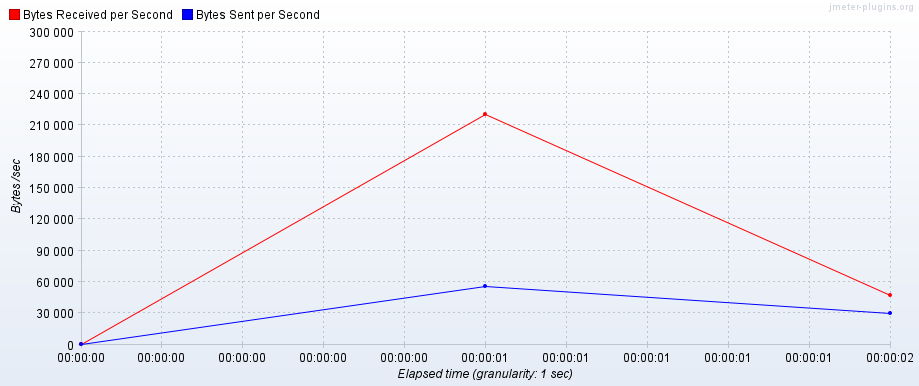 jmeter-plugins.org
Bytes Received per Second Bytes Sent per Second
300 000
270 000
240 000
210 000
180 000
150 000
120 000
90 000
60 000
30 000
0
Bytes /sec
00:00:00 00:00:00 00:00:00 00:00:00 00:00:00 00:00:01 00:00:01 00:00:01 00:00:01 00:00:01 00:00:02
Elapsed time (granularity: 1 sec)